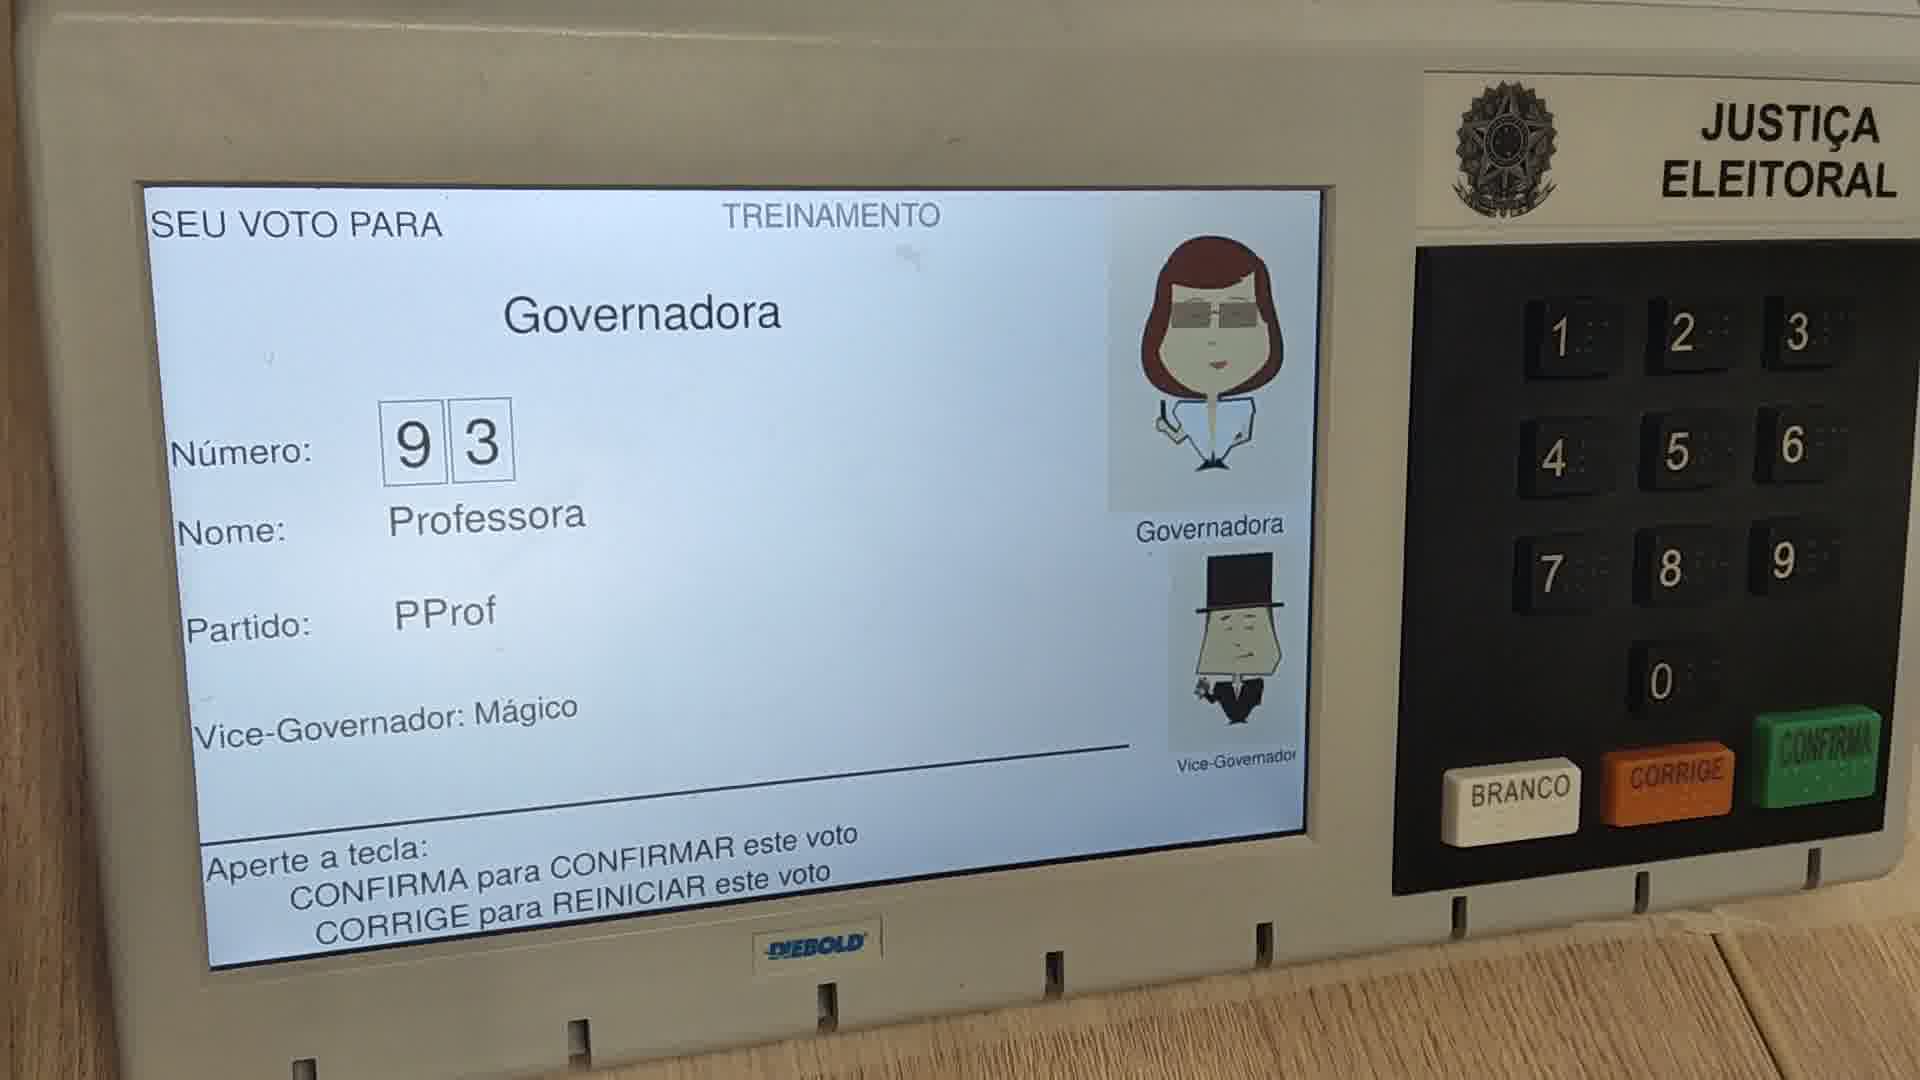 SEU VOTO PARA
TREINAMENTO
Governadora
Número: 9 3
Nome: Professora
Partido: PProf
Vice-Governador: Mágico
Governadora
Vice-Governador
Aperte a tecla:
CONFIRMA para CONFIRMAR este voto
CORRIGE para REINICIAR este voto
DIEBOLD
JUSTIÇA
ELEITORAL
1 2 3
4 5 6
7 8 9
0
BRANCO CORRIGE CONFIRMA